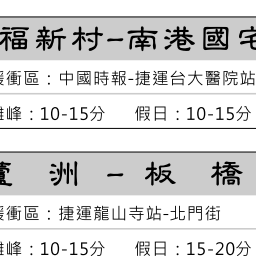 福新村-南港國宅
緩衝區：中國時報-捷運台大醫院站
離峰：10-15分 假日：10-15分
蘆 洲 - 板 橋
緩衝區：捷運龍山寺站-北門街
離峰：10-15分 假日：15-20分